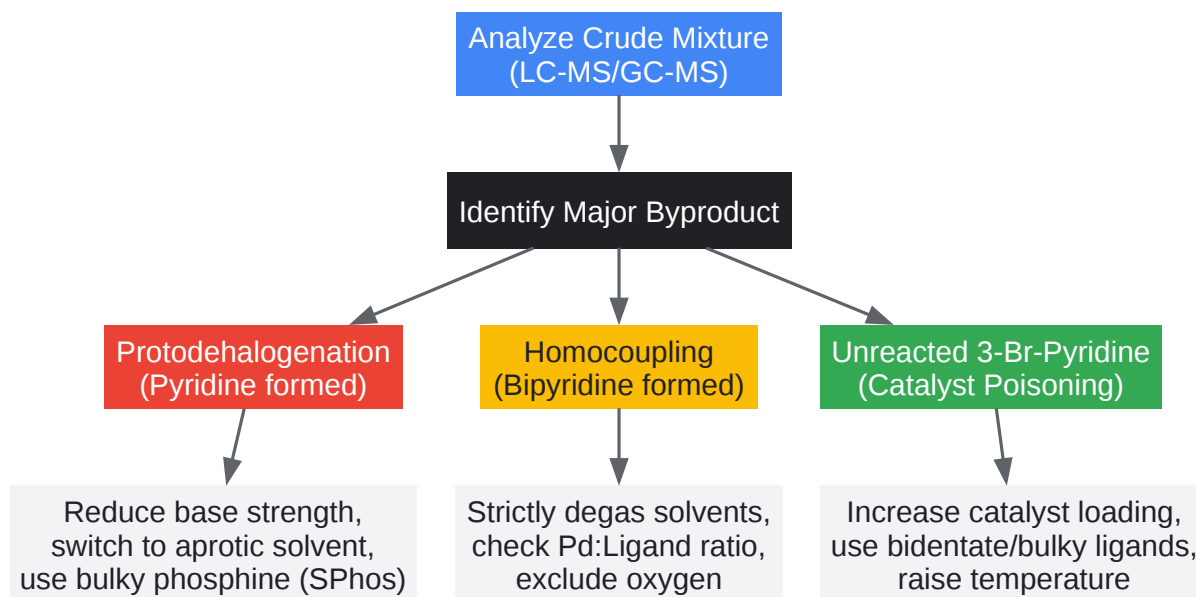 Analyze Crude Mixture
(LC-MS/GC-MS)
Identify Major Byproduct
Protodehalogenation
(Pyridine formed)
Homocoupling
(Bipyridine formed)
Unreacted 3-Br-Pyridine
(Catalyst Poisoning)
Reduce base strength,
switch to aprotic solvent,
use bulky phosphine (SPhos)
Strictly degas solvents,
check Pd:Ligand ratio,
exclude oxygen
Increase catalyst loading,
use bidentate/bulky ligands,
raise temperature